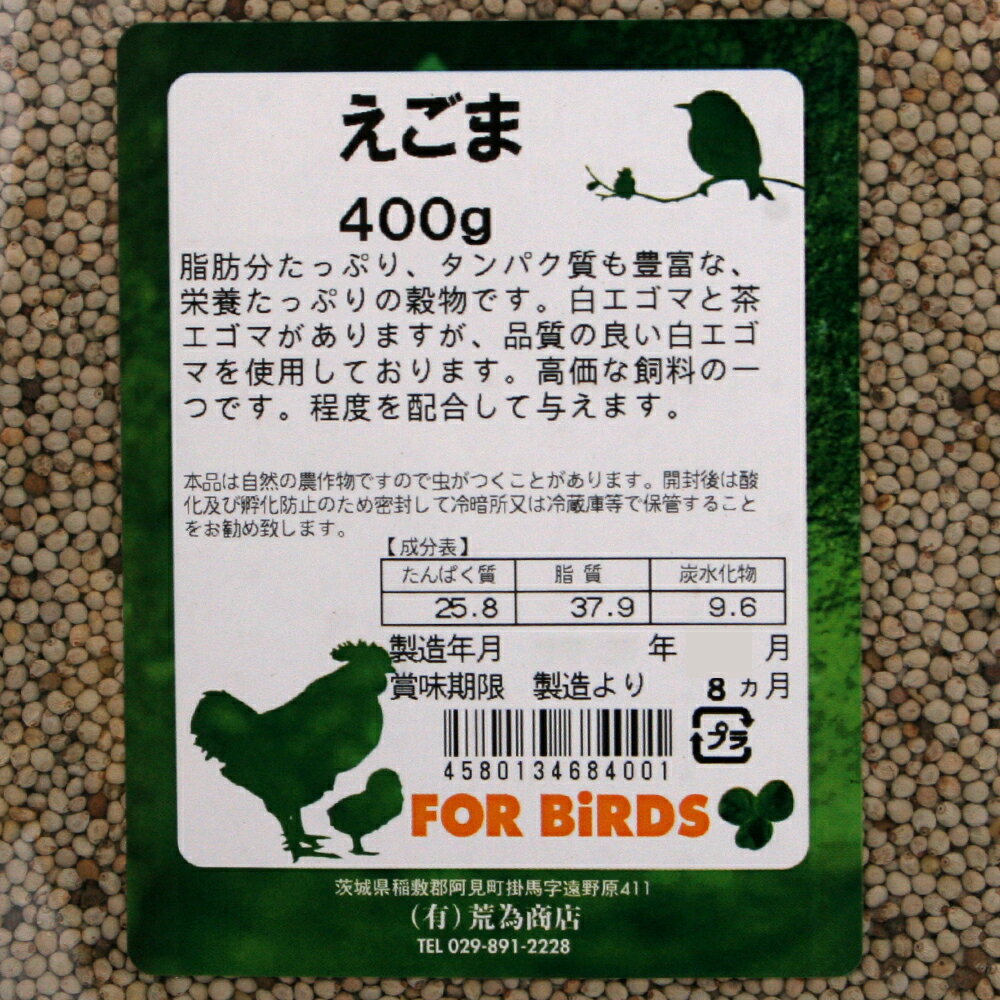 えごま
400g
脂肪分たっぷり、タンパク質も豊富な、
栄養たっぷりの穀物です。白エゴマと茶
エゴマがありますが、品質の良い白エゴ
マを使用しております。高価な飼料の一
つです。程度を配合して与えます。
本品は自然の農作物ですので虫がつくことがあります。開封後は酸
化及び孵化防止のため密封して冷暗所又は冷蔵庫等で保管すること
をお勧め致します。
【成分表】
たんぱく質 脂質 炭水化物
25.8 37.9 9.6
製造年月 年 月
賞味期限 製造より 8ヵ月
プラ
4580134684001
FOR BiRDS
茨城県稲敷郡阿見町掛馬字遠野原411
(有)荒為商店
TEL 029-891-2228